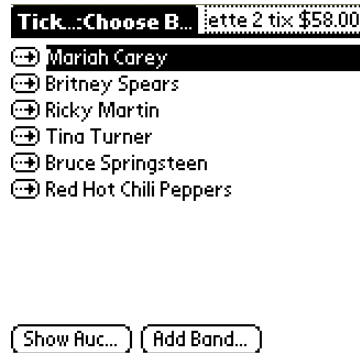 Tick...:Choose B... ette 2 tix $58.00
Mariah Carey
Britney Spears
Ricky Martin
Tina Turner
Bruce Springsteen
Red Hot Chili Peppers
Show Auc... Add Band...